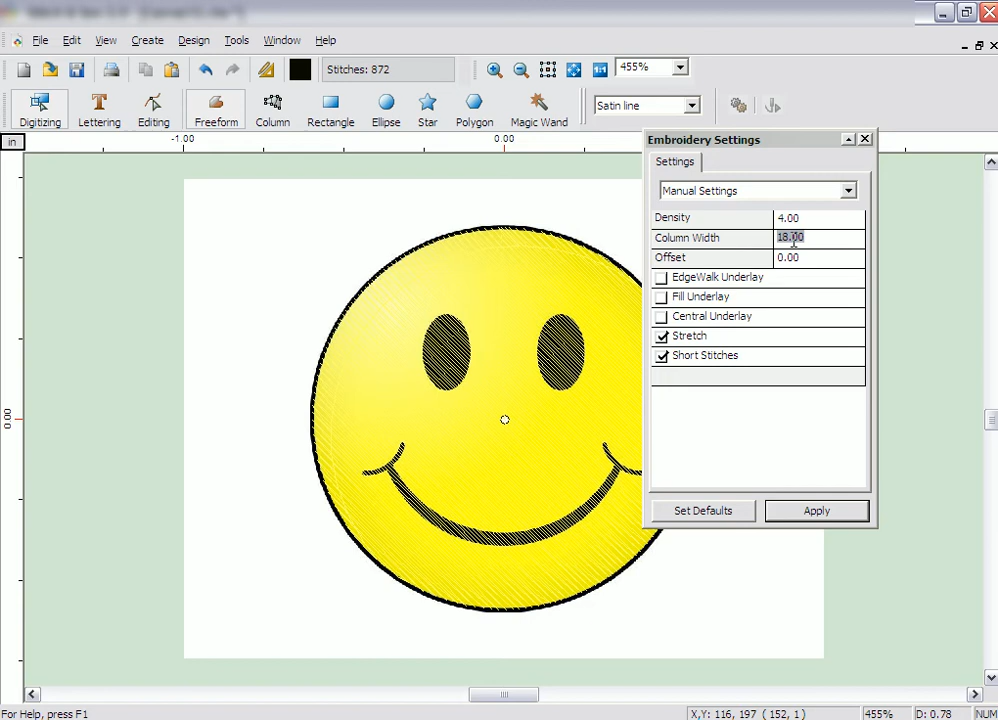 File Edit View Create Design Tools Window Help
Stitches: 872
455%
Digitizing Lettering Editing Freeform Column Rectangle Ellipse Star Polygon Magic Wand
Satin line
in
-1.00 0.00
0.00
Embroidery Settings
Settings
Manual Settings
Density 4.00
Column Width 18.00
Offset 0.00
EdgeWalk Underlay
Fill Underlay
Central Underlay
Stretch
Short Stitches
Set Defaults Apply
For Help, press F1 X,Y: 116, 197 ( 152, 1 ) 455% D: 0.78 NUM